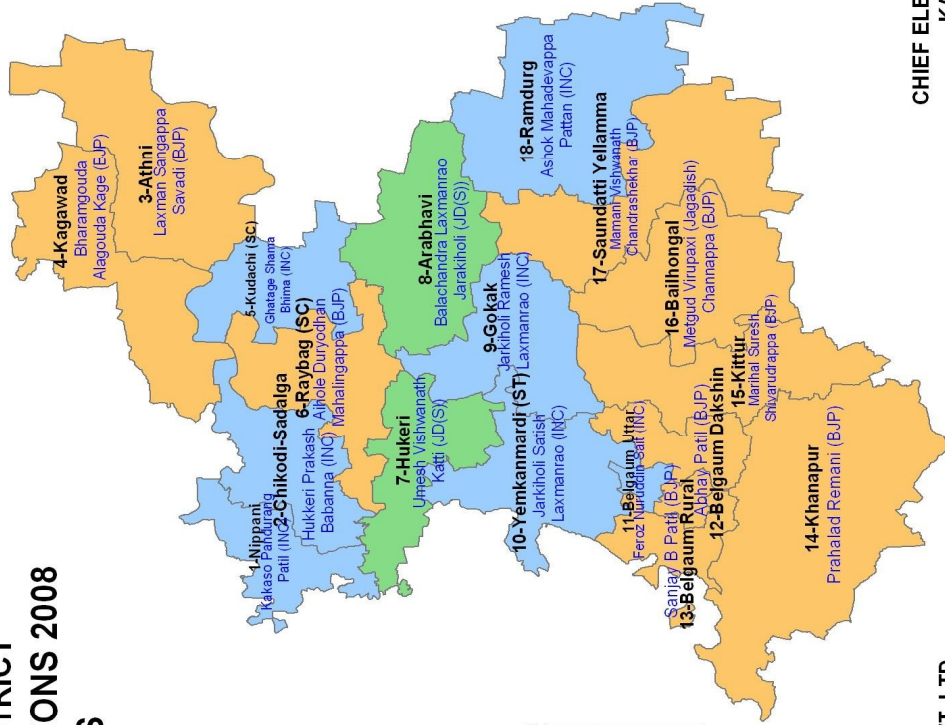 TRICT
ONS 2008
S
CHIEF ELE
KA
T. LTD
4-Kagawad
Bharamgouda
Alagouda Kage (BJP)
3-Athni
Laxman Sangappa
Savadi (BJP)
5-Kudachi (SC)
Ghatage Shama
Bhima (INC)
6-Raybag (SC)
Aihole Duryodhan
Mahalingappa (BJP)
1-Nippani
Kakaso Pandurang
Patil (INC)
2-Chikodi-Sadalga
Hukkeri Prakash
Babanna (INC)
7-Hukeri
Umesh Vishwanath
Katti (JD(S))
8-Arabhavi
Balachandra Laxmanrao
Jarakiholi (JD(S))
9-Gokak
Jarkiholi Ramesh
Laxmanrao (INC)
10-Yemkanmardi (ST)
Jarkiholi Satish
Laxmanrao (INC)
18-Ramdurg
Ashok Mahadevappa
Pattan (INC)
17-Saundatti Yellamma
Mamani Vishwanath
Chandrashekhar (BJP)
16-Bailhongal
Metgud Virupaxi (Jagadish)
Channappa (BJP)
15-Kittur
Marihal Suresh
Shivarudrappa (BJP)
11-Belgaum Uttar
Feroz Nuruddin Sait (INC)
Sanjay B Patil (BJP)
13-Belgaum Rural
Abhay Patil (BJP)
12-Belgaum Dakshin
14-Khanapur
Prahalad Remani (BJP)